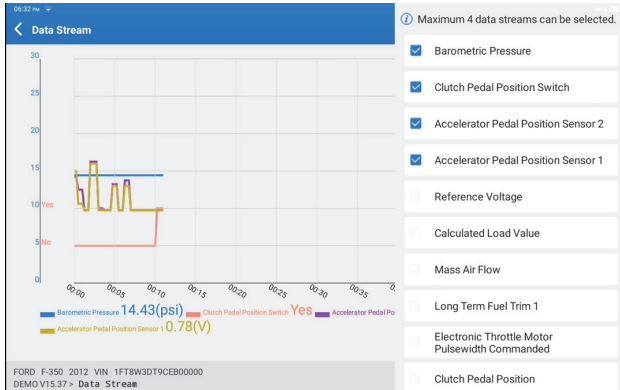 06:32 PM
Data Stream
Maximum 4 data streams can be selected.
Barometric Pressure
Clutch Pedal Position Switch
Accelerator Pedal Position Sensor 2
Accelerator Pedal Position Sensor 1
Reference Voltage
Calculated Load Value
Mass Air Flow
Long Term Fuel Trim 1
Electronic Throttle Motor
Pulsewidth Commanded
Clutch Pedal Position
30
25
20
15
10 Yes
5 No
0
00:00 00:05 00:10 00:15 00:20 00:25 00:30 00:35 0
Barometric Pressure 14.43(psi) Clutch Pedal Position Switch Yes Accelerator Pedal Po
Accelerator Pedal Position Sensor 1 0.78(V)
FORD F-350 2012 VIN 1FT8W3DT9CEB00000
DEMO V15.37 > Data Stream